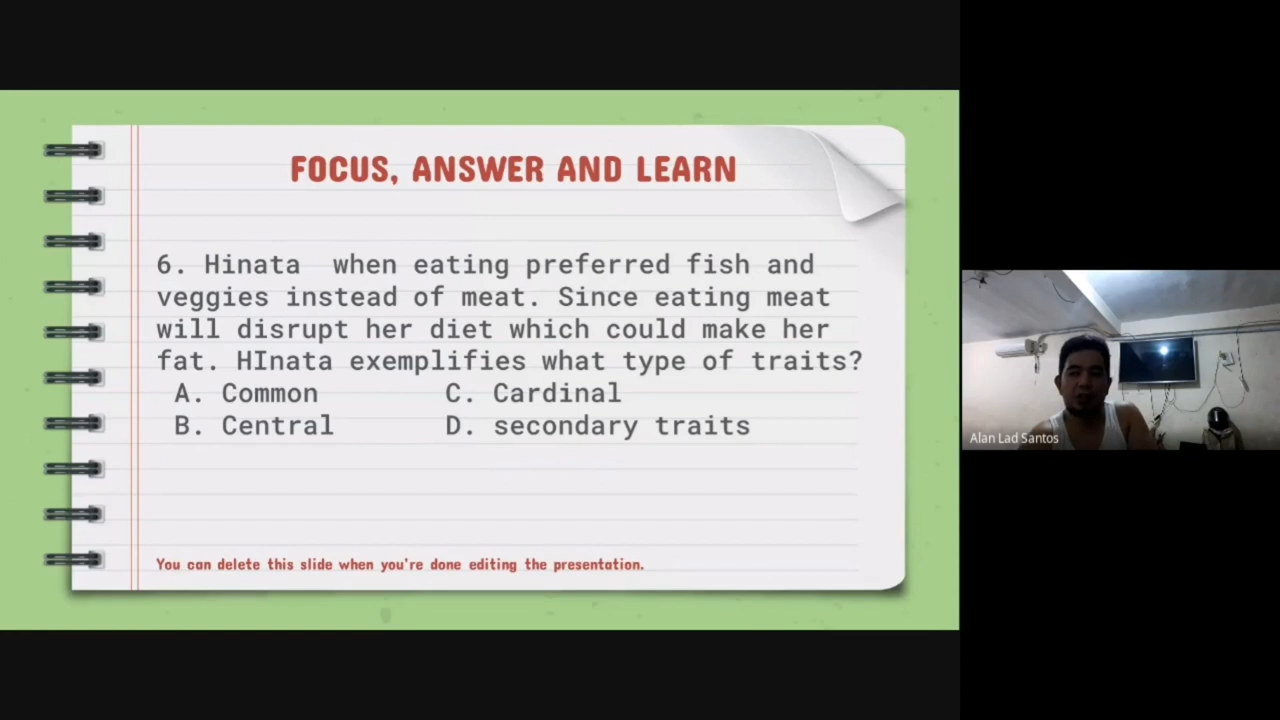 FOCUS, ANSWER AND LEARN
6. Hinata  when eating preferred fish and
veggies instead of meat. Since eating meat
will disrupt her diet which could make her
fat. HInata exemplifies what type of traits?
A. Common C. Cardinal
B. Central D. secondary traits
You can delete this slide when you're done editing the presentation.
Alan Lad Santos